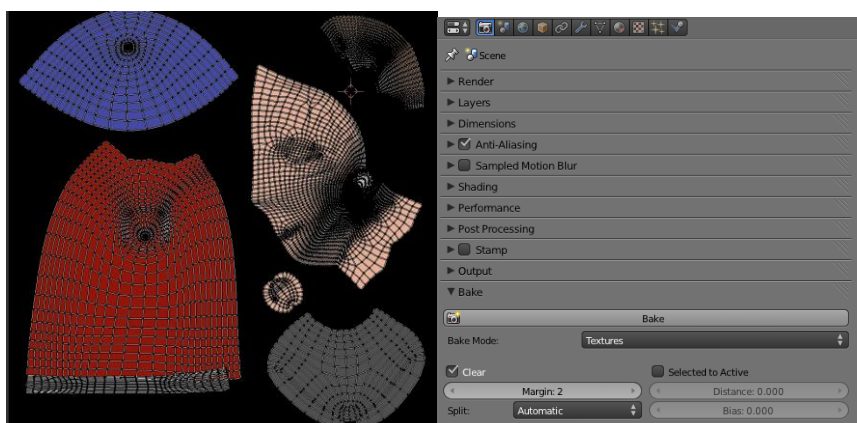 Scene
Render
Layers
Dimensions
Anti-Aliasing
Sampled Motion Blur
Shading
Performance
Post Processing
Stamp
Output
Bake
Bake
Bake Mode: Textures
Clear Selected to Active
Margin: 2 Distance: 0.000
Split: Automatic Bias: 0.000